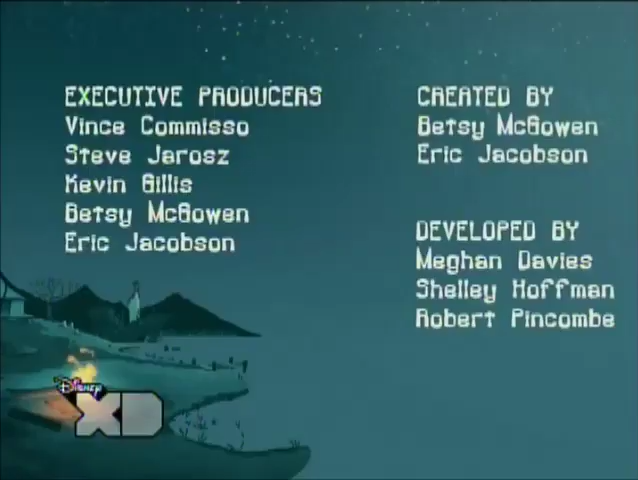 EXECUTIVE PRODUCERS
Vince Commisso
Steve Jarosz
Kevin Gillis
Betsy McGowen
Eric Jacobson
CREATED BY
Betsy McGowen
Eric Jacobson
DEVELOPED BY
Meghan Davies
Shelley Hoffman
Robert Pincombe
Disney
XD